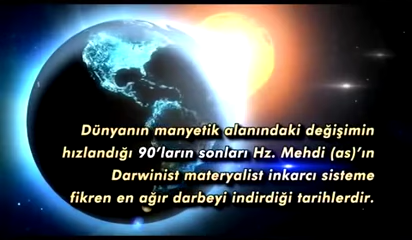 Dünyanın manyetik alanındaki değişimin
hızlandığı 90'ların sonları Hz. Mehdi (as)'ın
Darwinist materyalist inkarcı sisteme
fikren en ağır darbeyi indirdiği tarihlerdir.